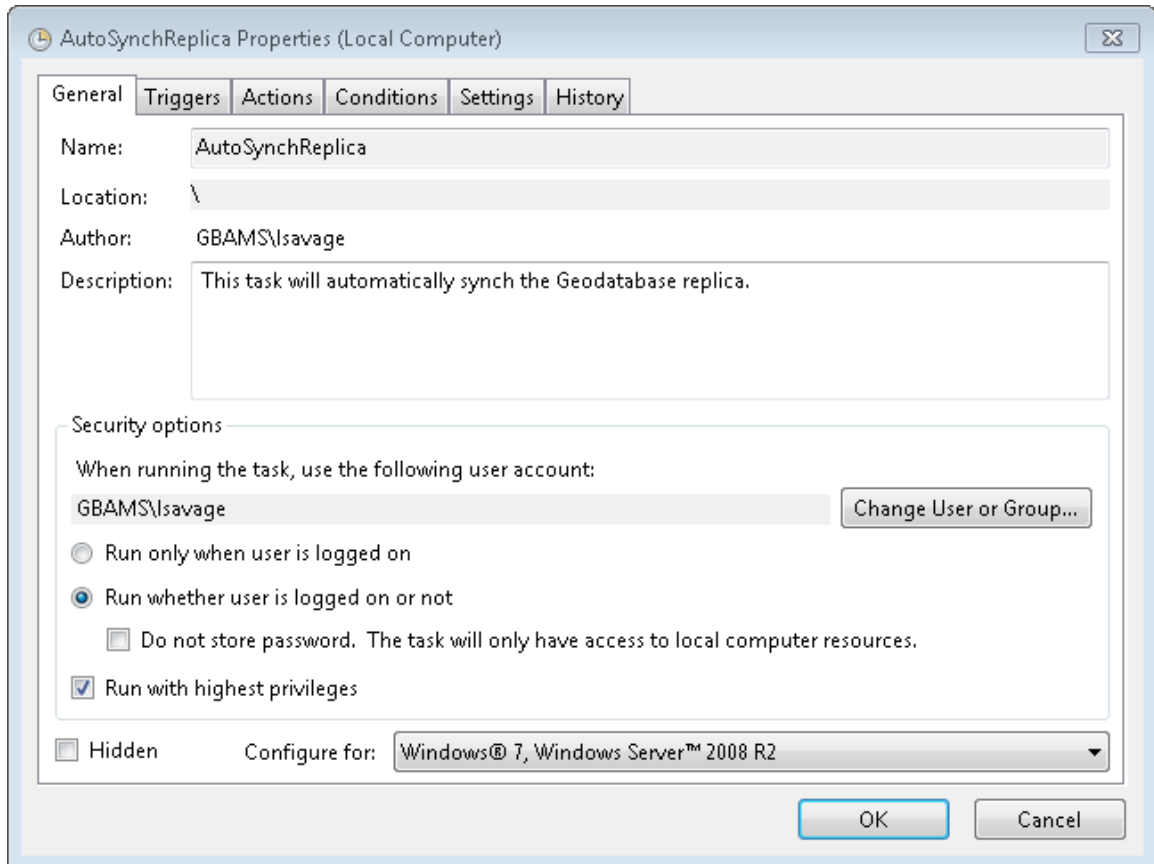 AutoSynchReplica Properties (Local Computer)
General Triggers Actions Conditions Settings History
Name: AutoSynchReplica
Location: \
Author: GBAMS\lsavage
Description: This task will automatically synch the Geodatabase replica.
Security options
When running the task, use the following user account:
GBAMS\lsavage Change User or Group...
Run only when user is logged on
Run whether user is logged on or not
Do not store password. The task will only have access to local computer resources.
Run with highest privileges
Hidden Configure for: Windows® 7, Windows Server™ 2008 R2
OK Cancel